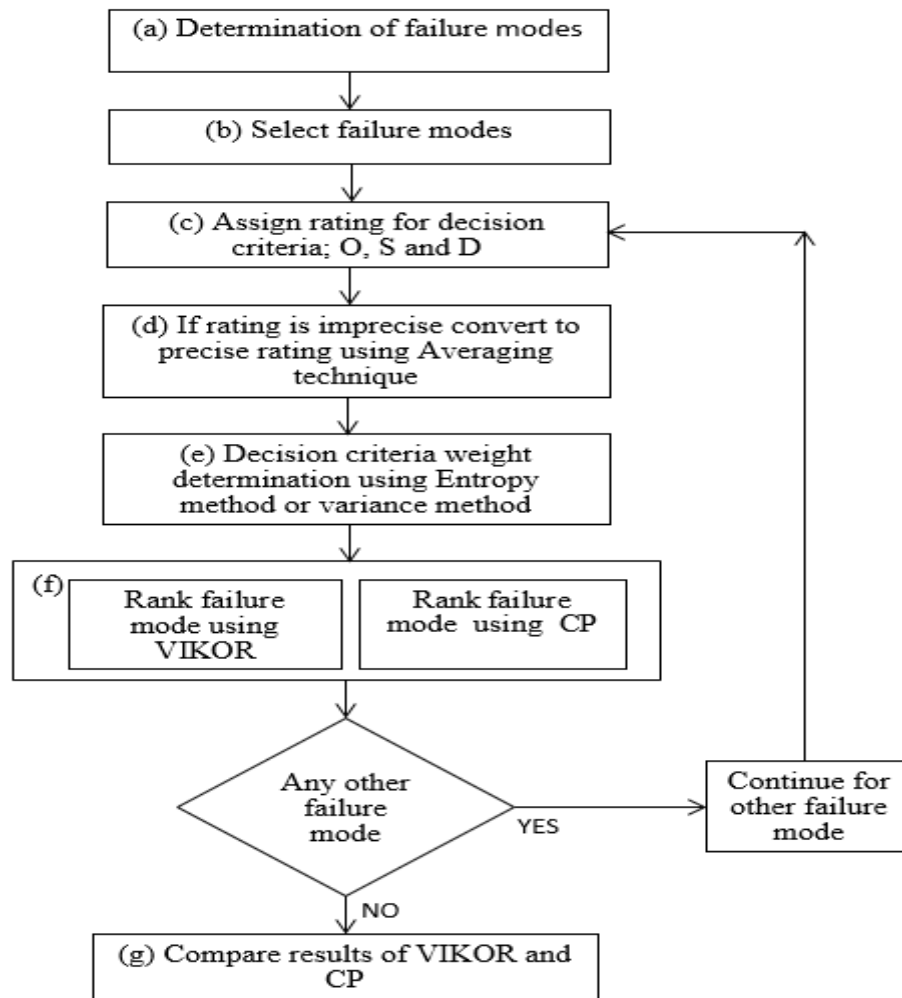 (a) Determination of failure modes
(b) Select failure modes
(c) Assign rating for decision
criteria; O, S and D
(d) If rating is imprecise convert to
precise rating using Averaging
technique
(e) Decision criteria weight
determination using Entropy
method or variance method
(f)
Rank failure
mode using
VIKOR
Rank failure
mode using CP
Any other
failure
mode
YES
Continue for
other failure
mode
NO
(g) Compare results of VIKOR and
CP